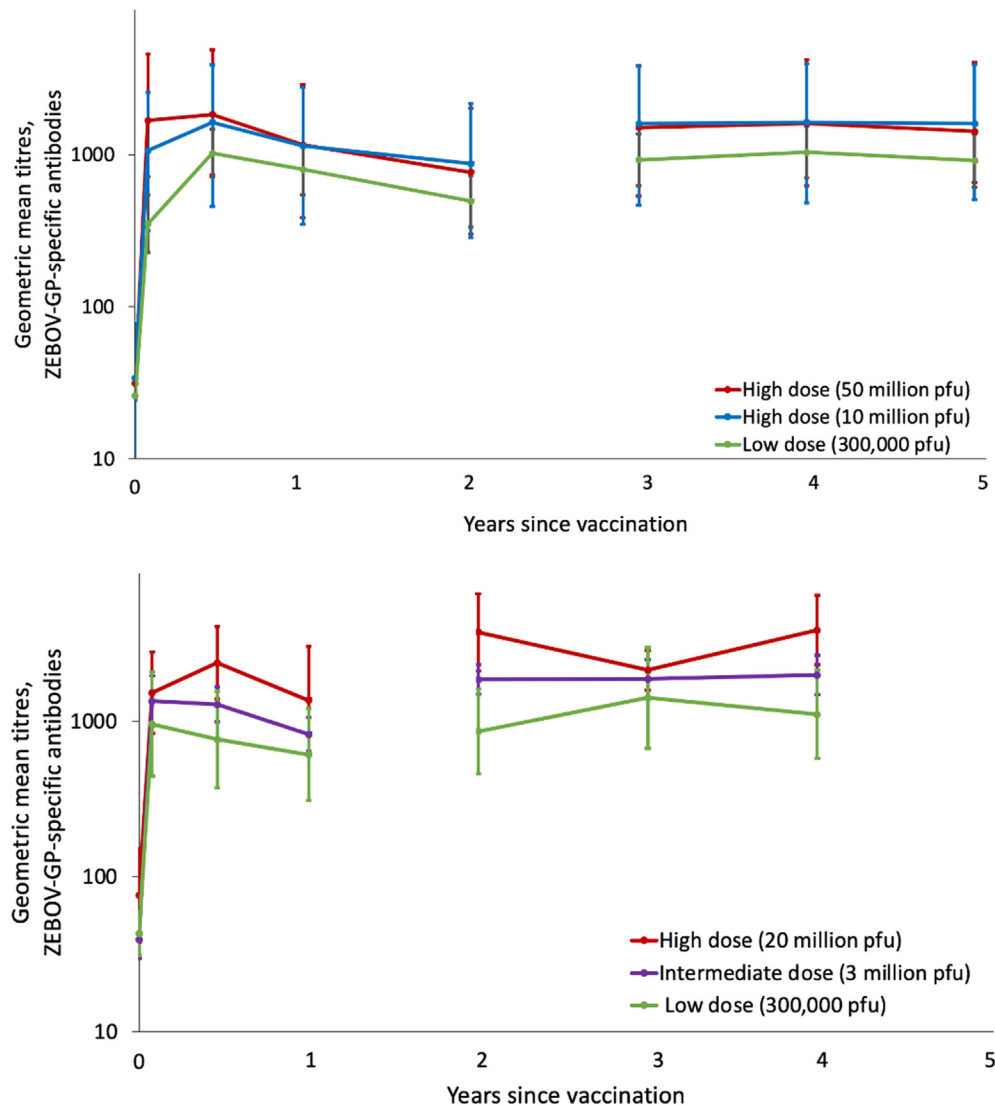 Geometric mean titres,
ZEBOV-GP-specific antibodies
1000
100
10
High dose (50 million pfu)
High dose (10 million pfu)
Low dose (300,000 pfu)
0 1 2 3 4 5
Years since vaccination
Geometric mean titres,
ZEBOV-GP-specific antibodies
1000
100
10
High dose (20 million pfu)
Intermediate dose (3 million pfu)
Low dose (300,000 pfu)
0 1 2 3 4 5
Years since vaccination